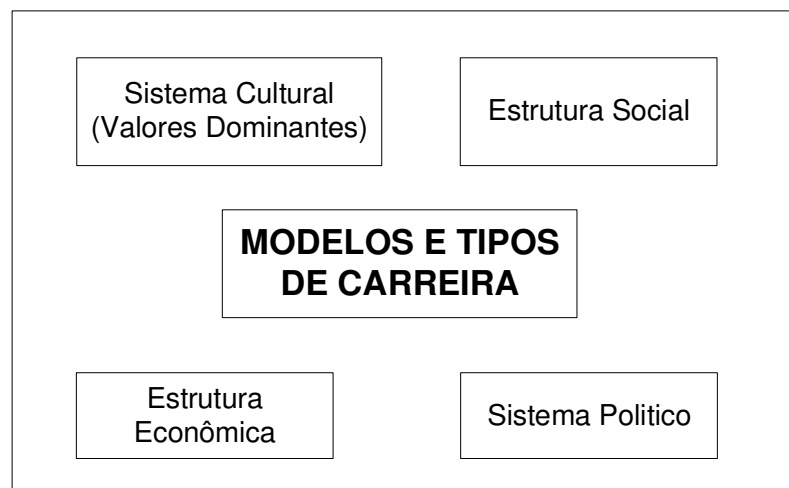 Sistema Cultural
(Valores Dominantes)
Estrutura Social
MODELOS E TIPOS
DE CARREIRA
Estrutura
Econômica
Sistema Politico